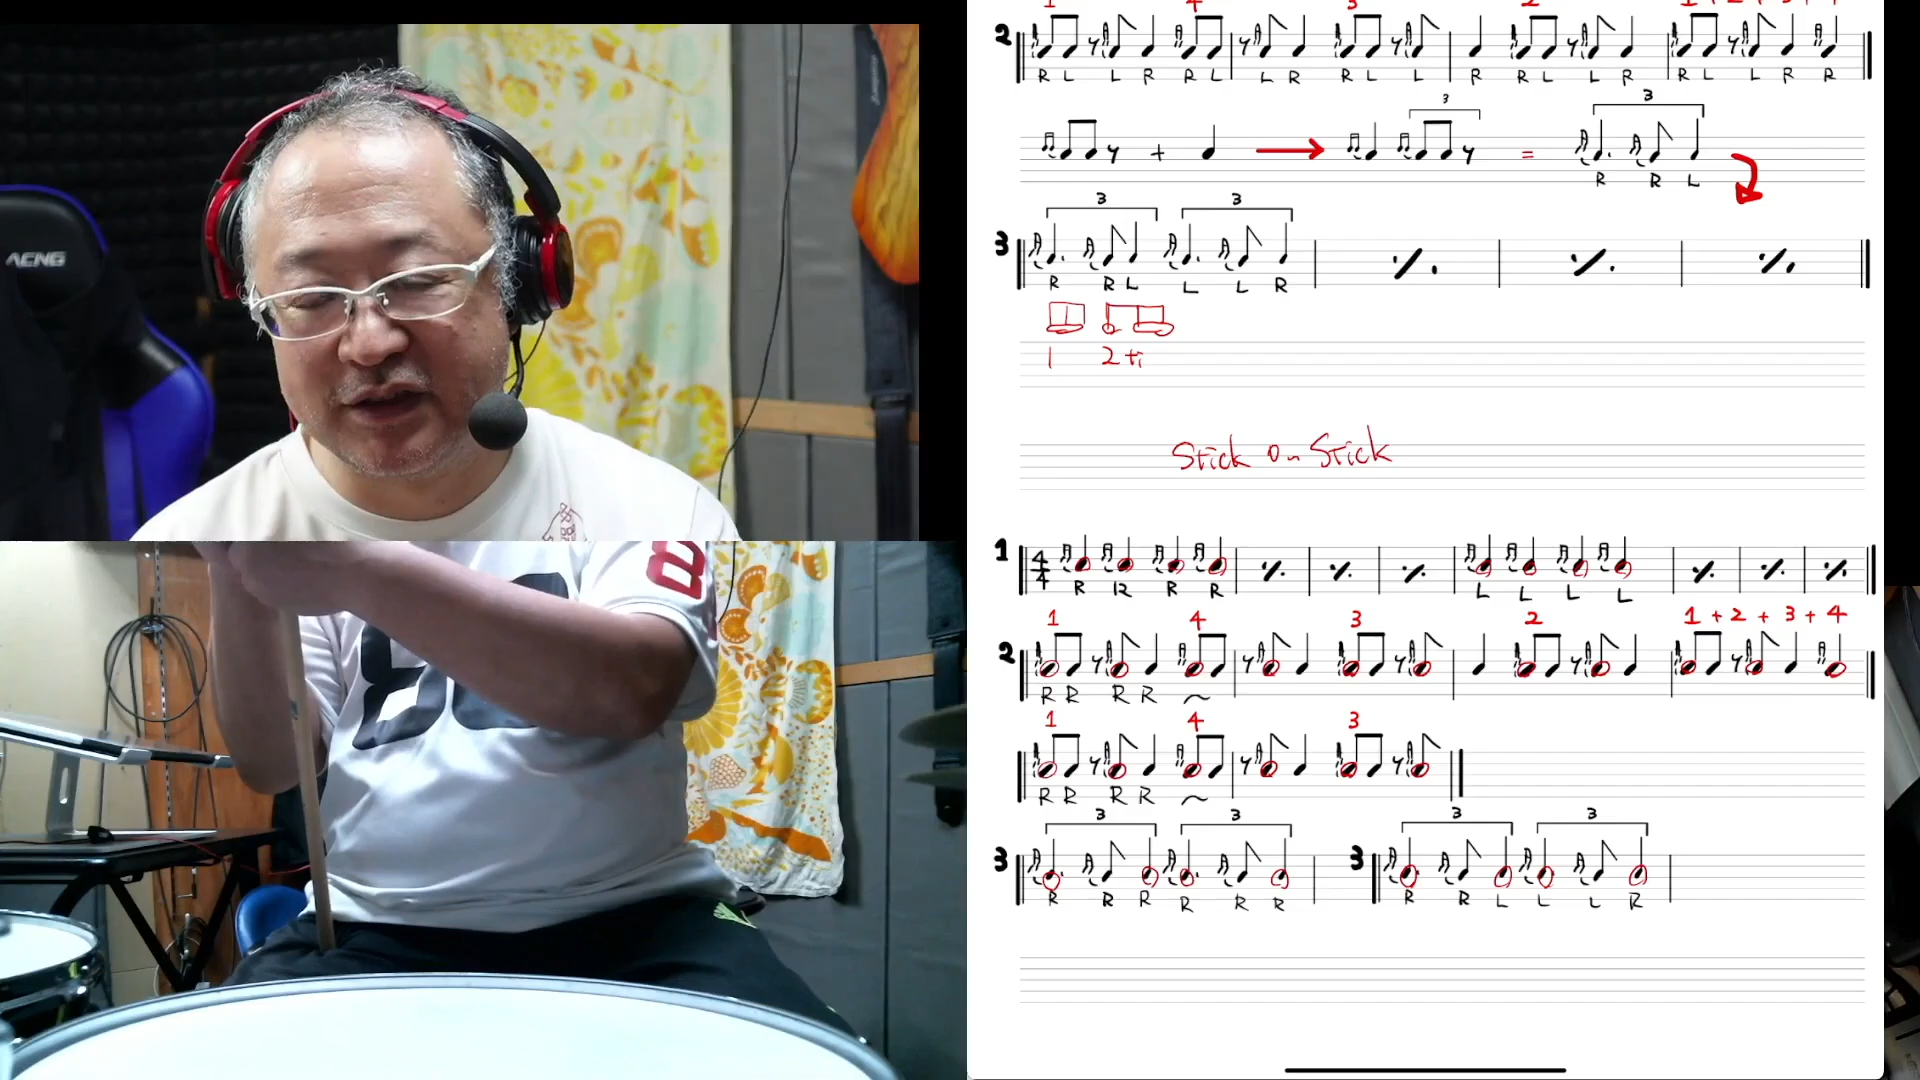 1 4 3 2 1 + 2 + 3 + 4
2
R L L R R L L R R L L R R L L R R L L R R
3
3
R R L
3 3
3
R R L L L R
1 2 + i
Stick On Stick
1 4 4
R R R R L L L L
1 4 3 2 1 + 2 + 3 + 4
2
R R R R
1 4 3
R R R R
3 3 3 3
3 3
R R R R R R R R L L L R
AENG